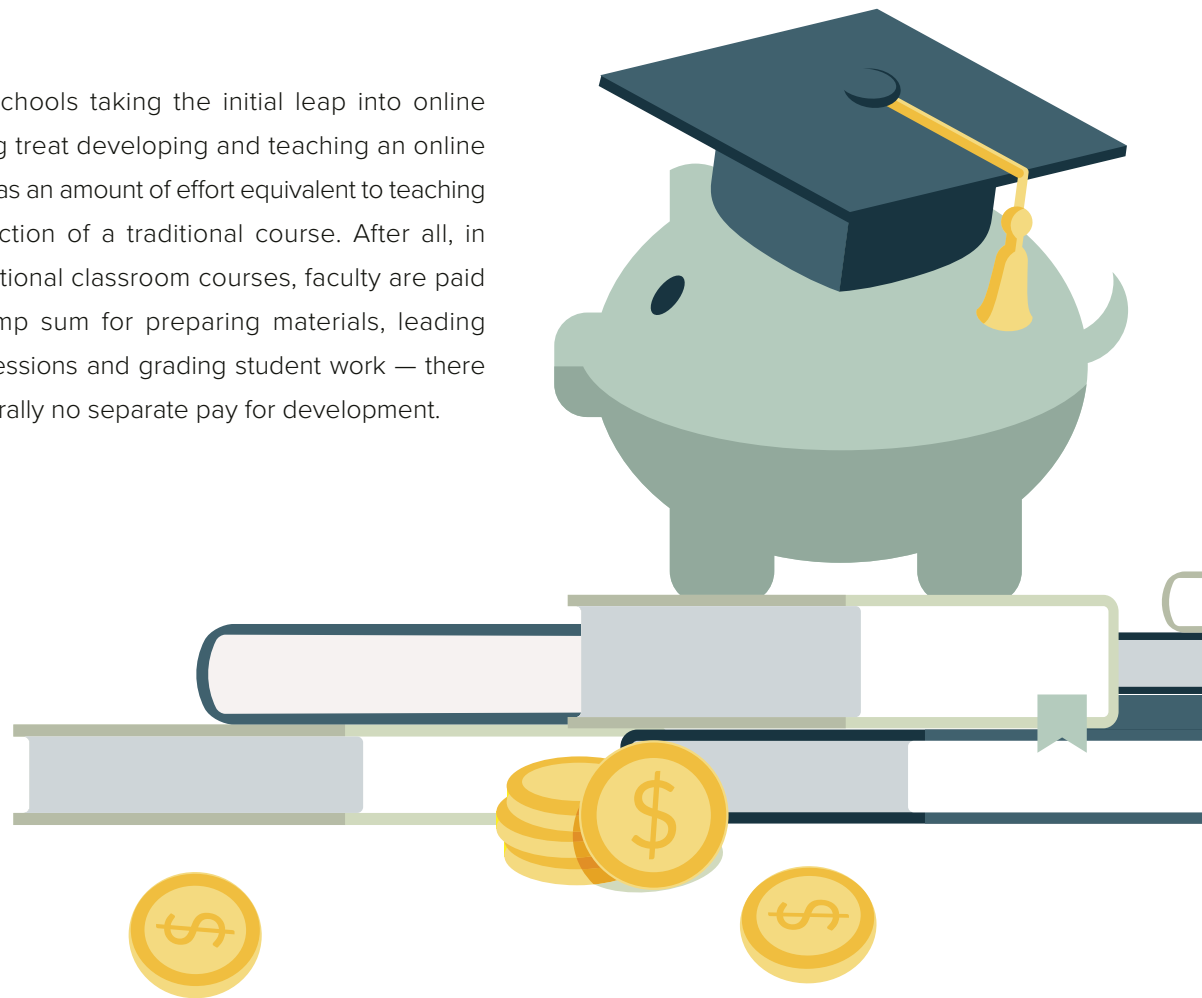 chools taking the initial leap into online
g treat developing and teaching an online
as an amount of effort equivalent to teaching
ction of a traditional course. After all, in
tional classroom courses, faculty are paid
mp sum for preparing materials, leading
essions and grading student work — there
rally no separate pay for development.
$
$
$